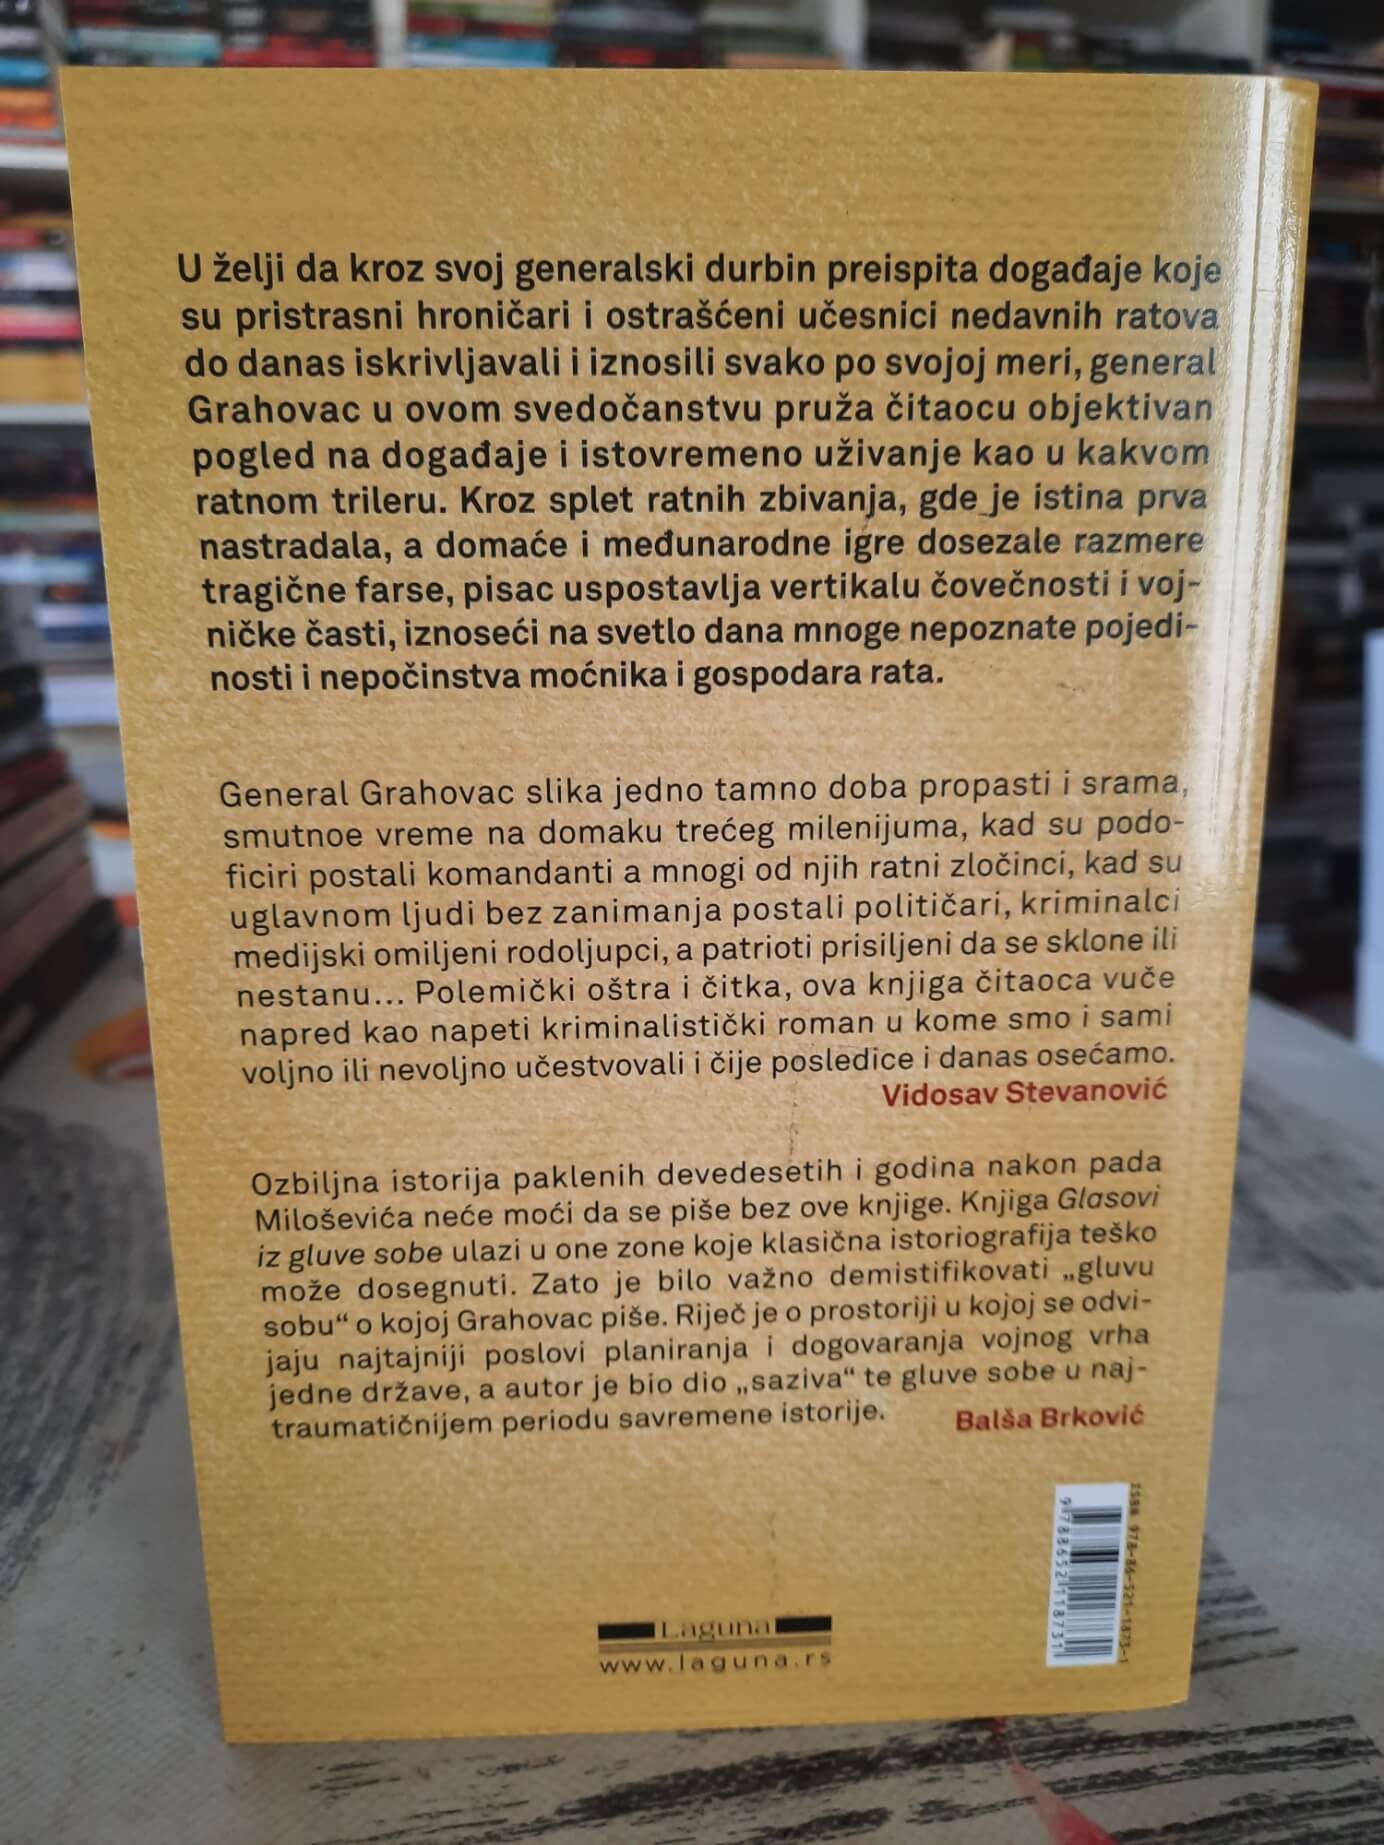 U želji da kroz svoj generalski durbin preispita događaje koje
su pristrasni hroničari i ostrašćeni učesnici nedavnih ratova
do danas iskrivljavali i iznosili svako po svojoj meri, general
Grahovac u ovom svedočanstvu pruža čitaocu objektivan
pogled na događaje i istovremeno uživanje kao u kakvom
ratnom trileru. Kroz splet ratnih zbivanja, gde je istina prva
nastradala, a domaće i međunarodne igre dosezale razmere
tragične farse, pisac uspostavlja vertikalu čovečnosti i voj-
ničke časti, iznoseći na svetlo dana mnoge nepoznate pojedi-
nosti i nepočinstva moćnika i gospodara rata.
General Grahovac slika jedno tamno doba propasti i srama,
smutnoe vreme na domaku trećeg milenijuma, kad su podo-
ficiri postali komandanti a mnogi od njih ratni zločinci, kad su
uglavnom ljudi bez zanimanja postali političari, kriminalci
medijski omiljeni rodoljupci, a patrioti prisiljeni da se sklone ili
nestanu... Polemički oštra i čitka, ova knjiga čitaoca vuče
napred kao napeti kriminalistički roman u kome smo i sami
voljno ili nevoljno učestvovali i čije posledice i danas osećamo.
Vidosav Stevanović
Ozbiljna istorija paklenih devedesetih i godina nakon pada
Miloševića neće moći da se piše bez ove knjige. Knjiga Glasovi
iz gluve sobe ulazi u one zone koje klasična istoriografija teško
može dosegnuti. Zato je bilo važno demistifikovati „gluvu
sobu“ o kojoj Grahovac piše. Riječ je o prostoriji u kojoj se odvi-
jaju najtajniji poslovi planiranja i dogovaranja vojnog vrha
jedne države, a autor je bio dio „saziva“ te gluve sobe u naj-
traumatičnijem periodu savremene istorije.
Balša Brković
ISBN 978-86-521-1873-1
9788652118731
Laguna
www.laguna.rs